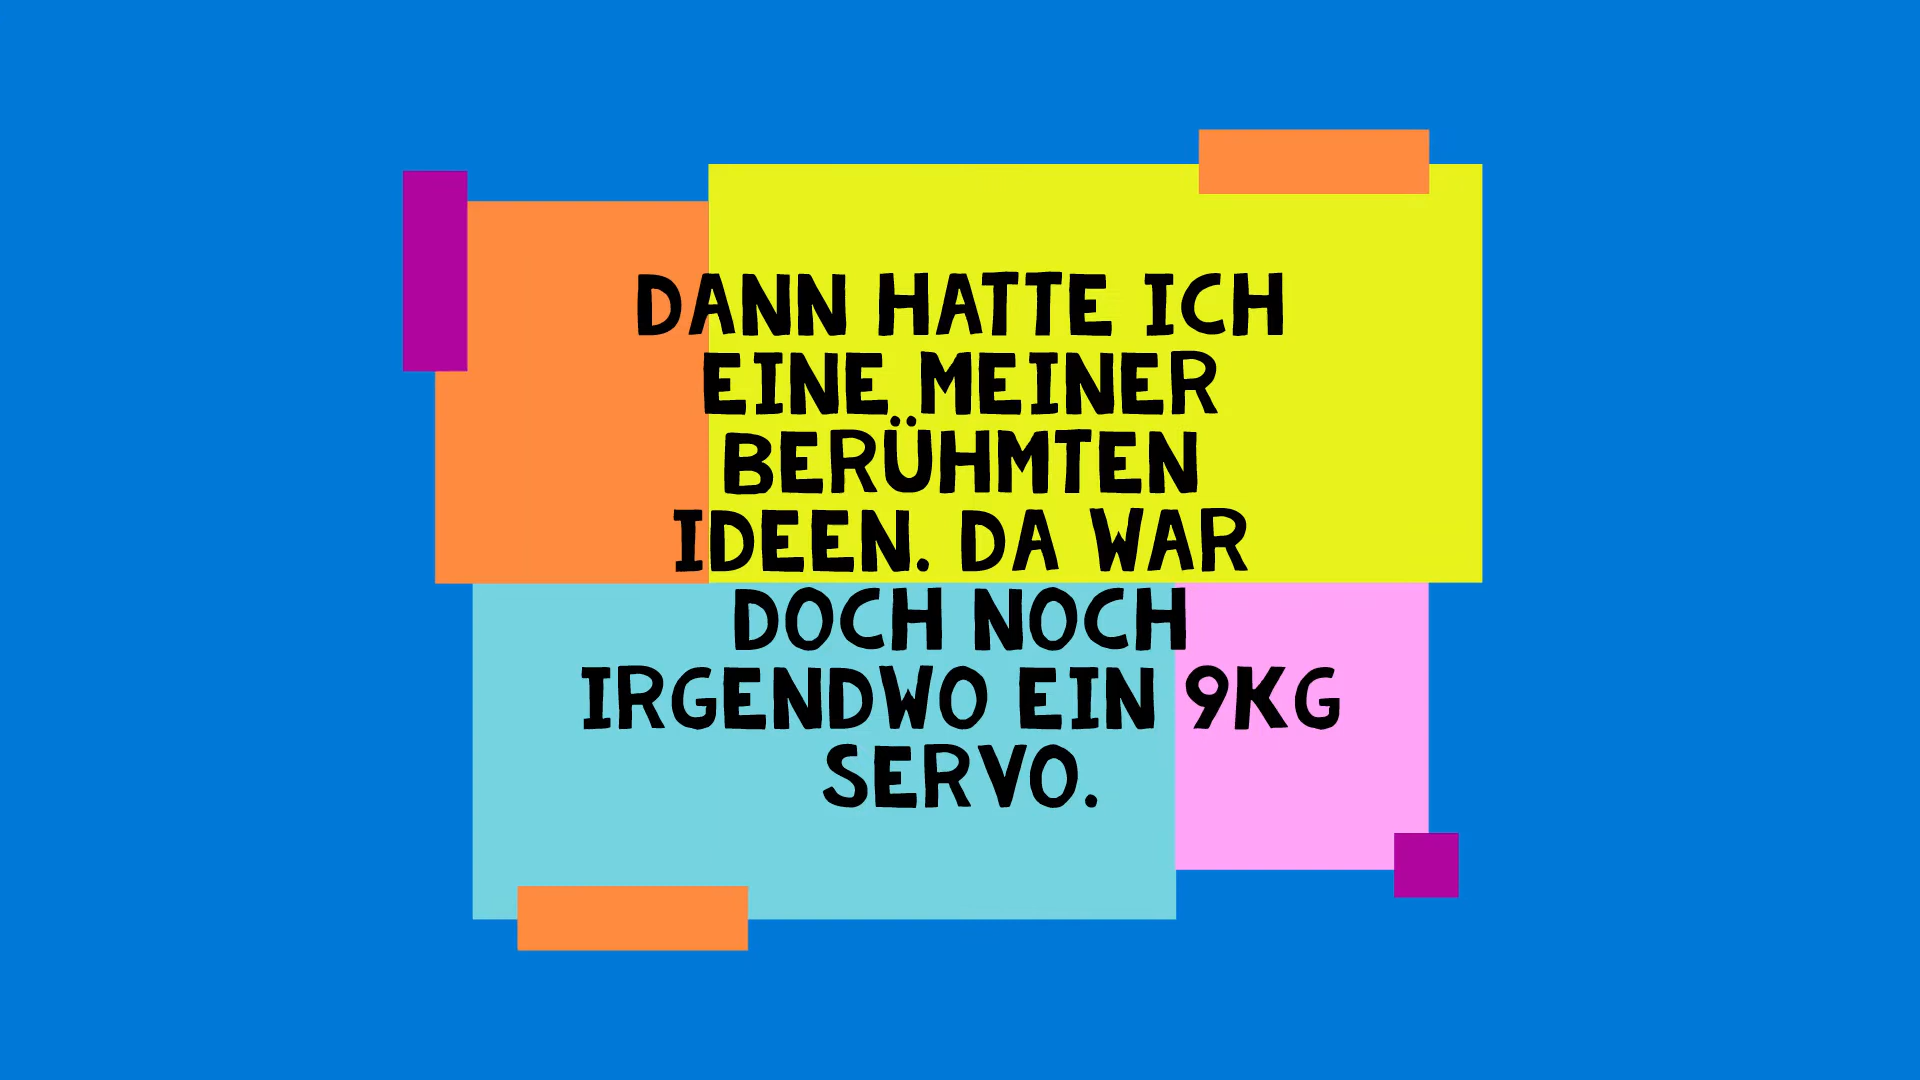 DANN HATTE ICH
EINE MEINER
BERÜHMTEN
IDEEN. DA WAR
DOCH NOCH
IRGENDWO EIN 9KG
SERVO.